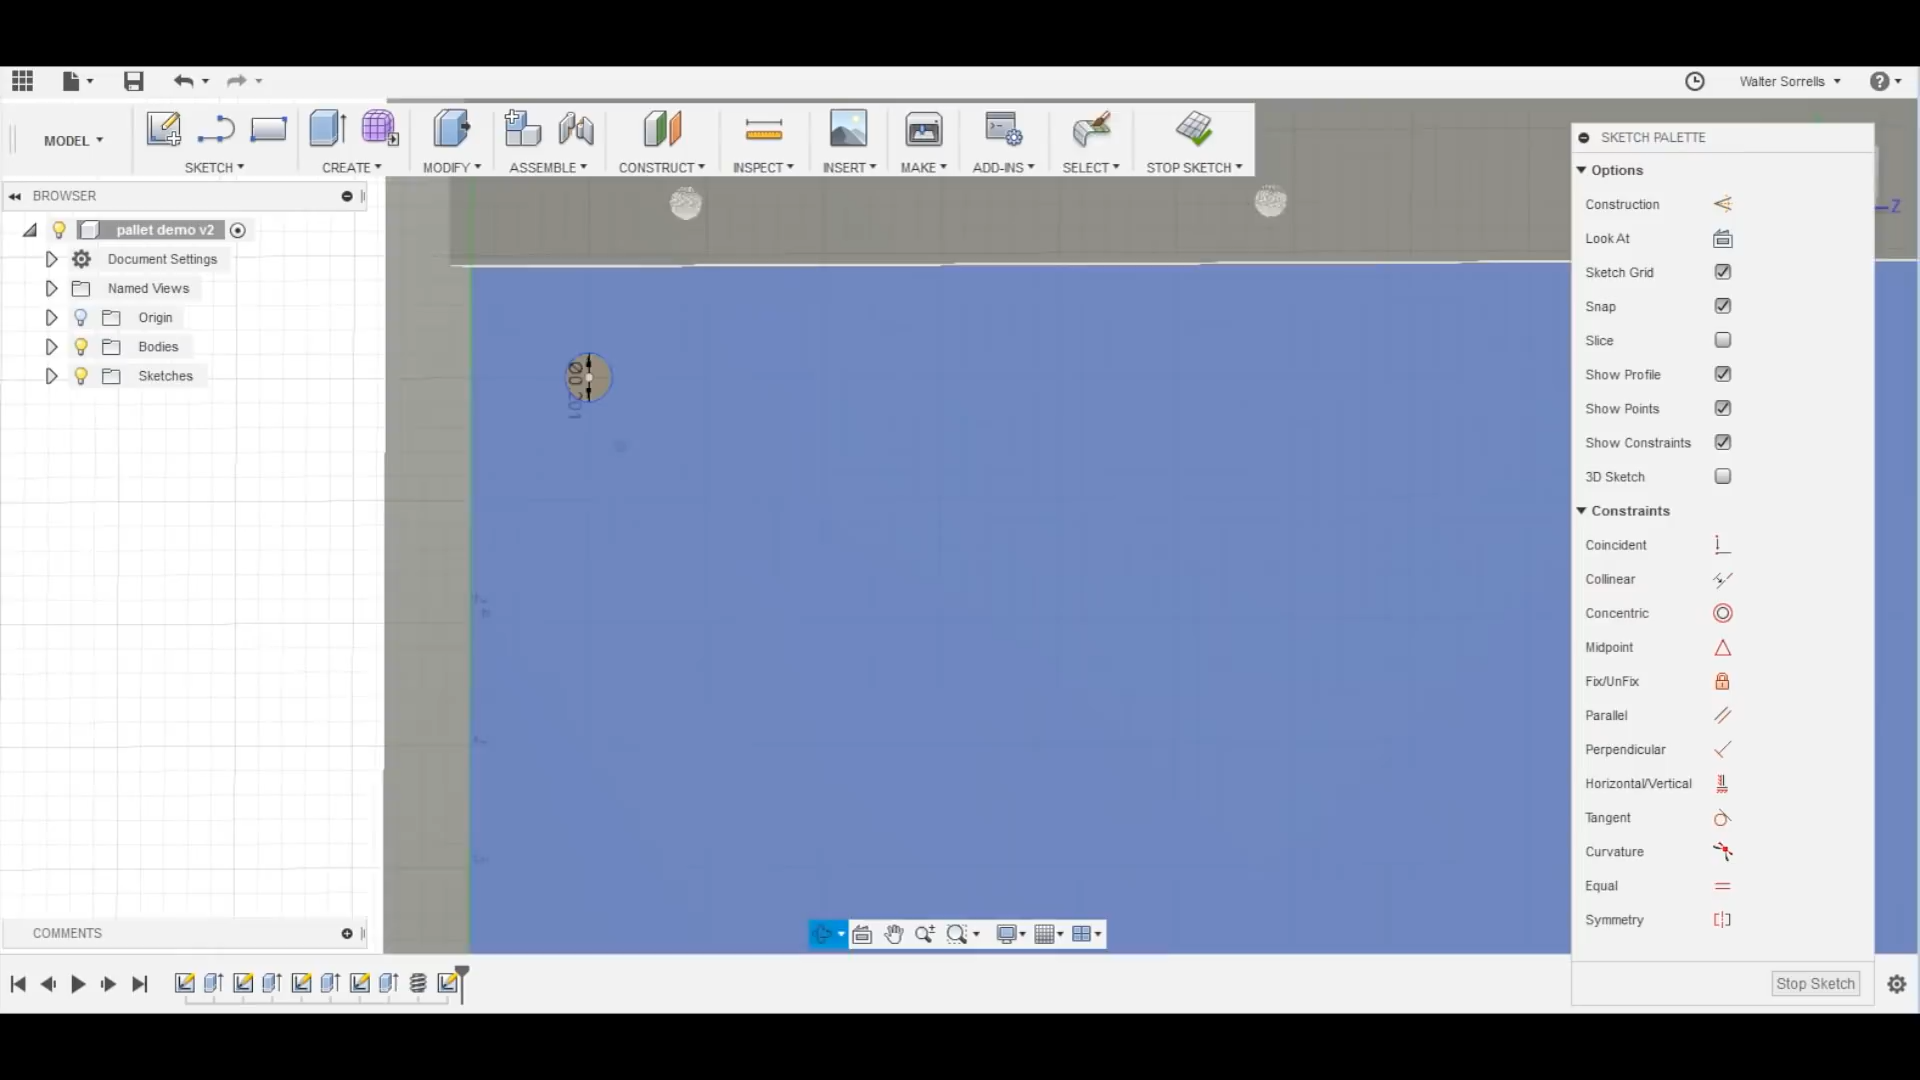 Walter Sorrells
MODEL
SKETCH
CREATE
MODIFY
ASSEMBLE
CONSTRUCT
INSPECT
INSERT
MAKE
ADD-INS
SELECT
STOP SKETCH
BROWSER
pallet demo v2
Document Settings
Named Views
Origin
Bodies
Sketches
Ø0.201
Z
SKETCH PALETTE
Options
Construction
Look At
Sketch Grid
Snap
Slice
Show Profile
Show Points
Show Constraints
3D Sketch
Constraints
Coincident
Collinear
Concentric
Midpoint
Fix/UnFix
Parallel
Perpendicular
Horizontal/Vertical
Tangent
Curvature
Equal
Symmetry
Stop Sketch
COMMENTS